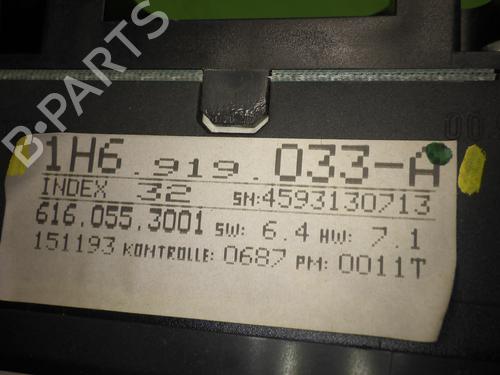 B-PARTS
00
1H6.919.033-A
INDEX 32 SN:4593130713
616.055.3001 SW: 6.4 HW: 7.1
151193 KONTROLLE: 0687 PM: 0011T